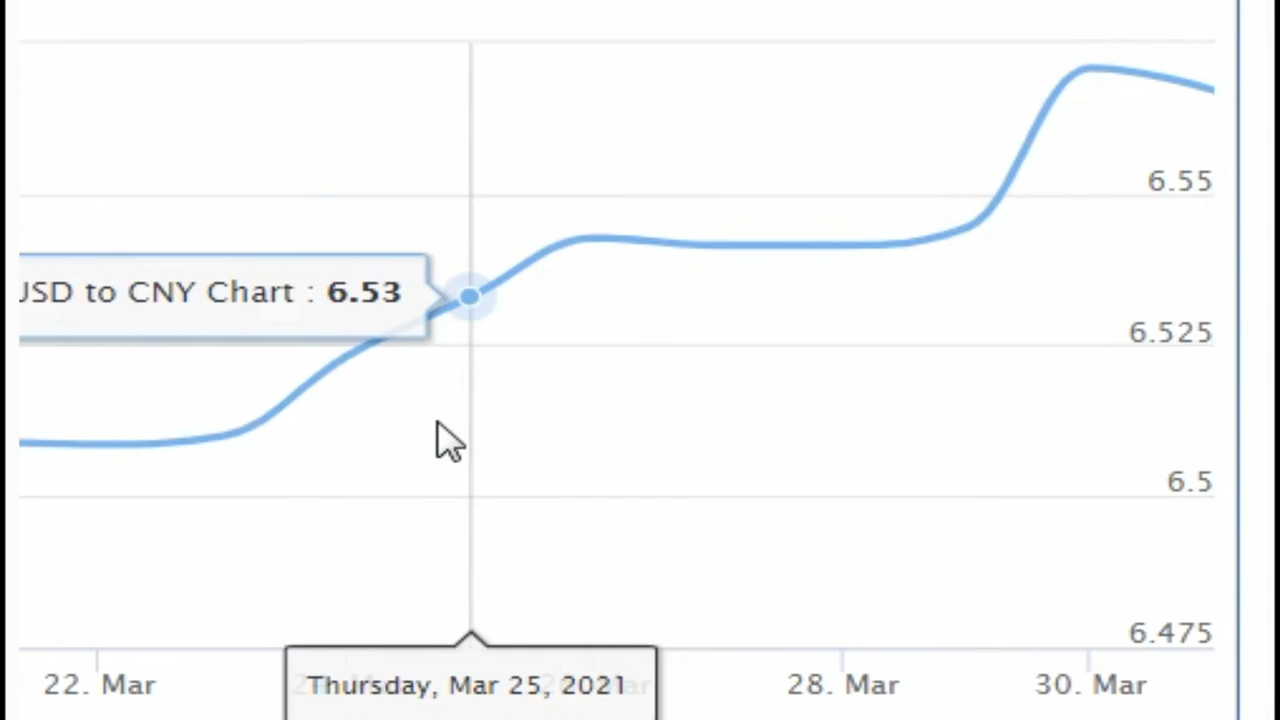 6.55
USD to CNY Chart : 6.53
6.525
6.5
6.475
22. Mar
Thursday, Mar 25, 2021
28. Mar
30. Mar